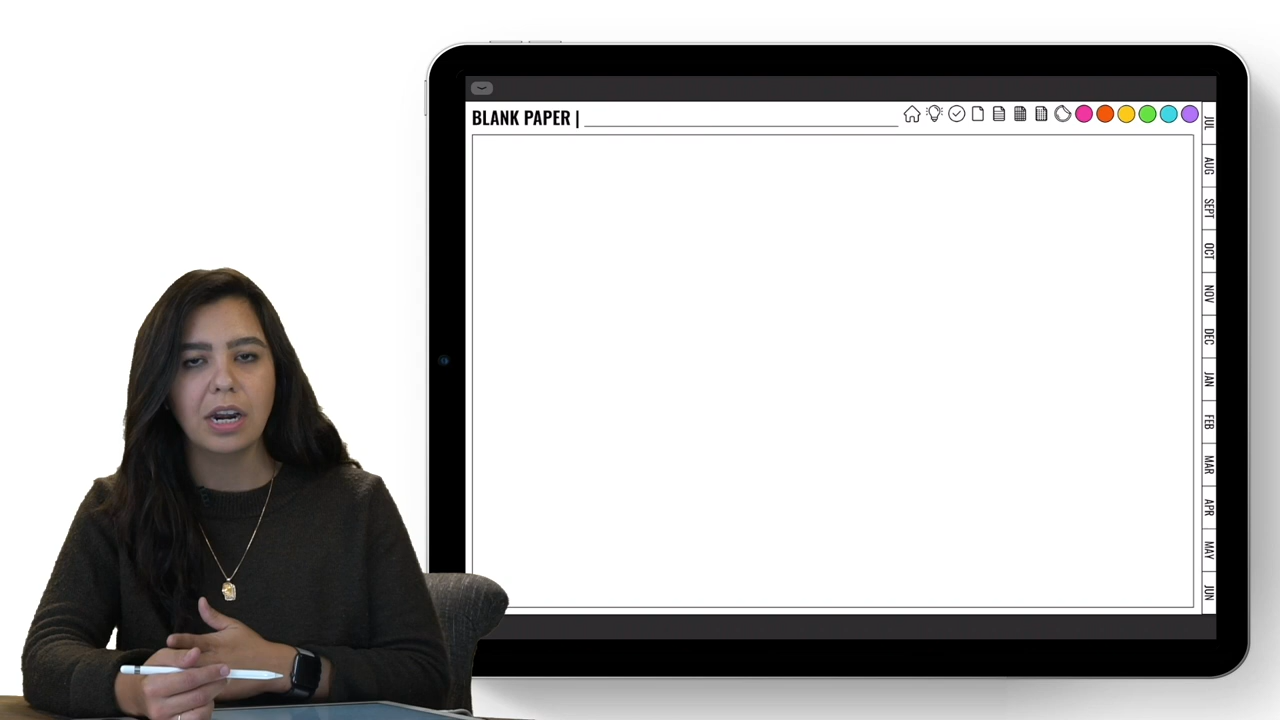 BLANK PAPER |
JUL
AUG
SEPT
OCT
NOV
DEC
JAN
FEB
MAR
APR
MAY
JUN